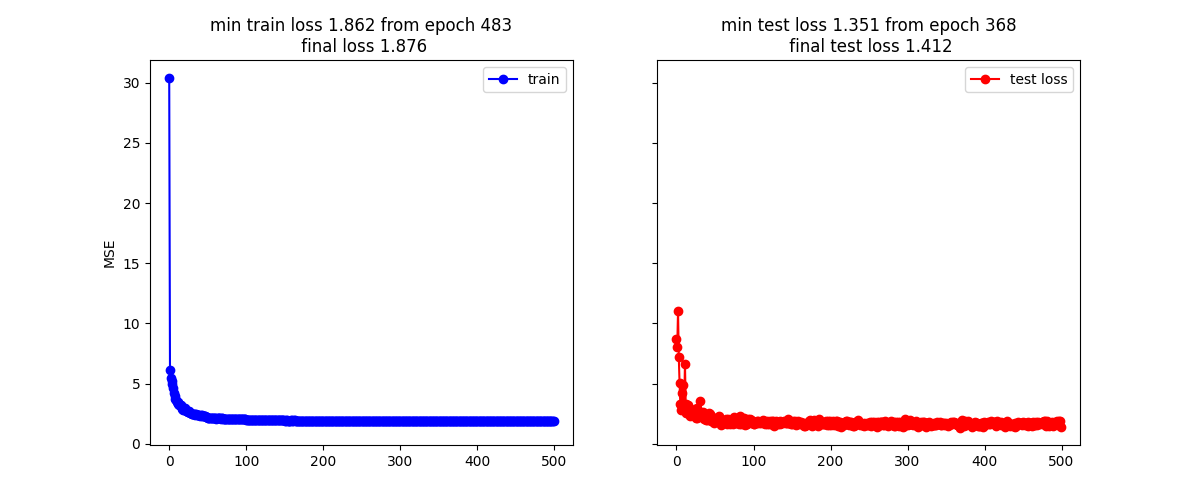 min train loss 1.862 from epoch 483
final loss 1.876
train
MSE
30
25
20
15
10
5
0
0 100 200 300 400 500
min test loss 1.351 from epoch 368
final test loss 1.412
test loss
0 100 200 300 400 500